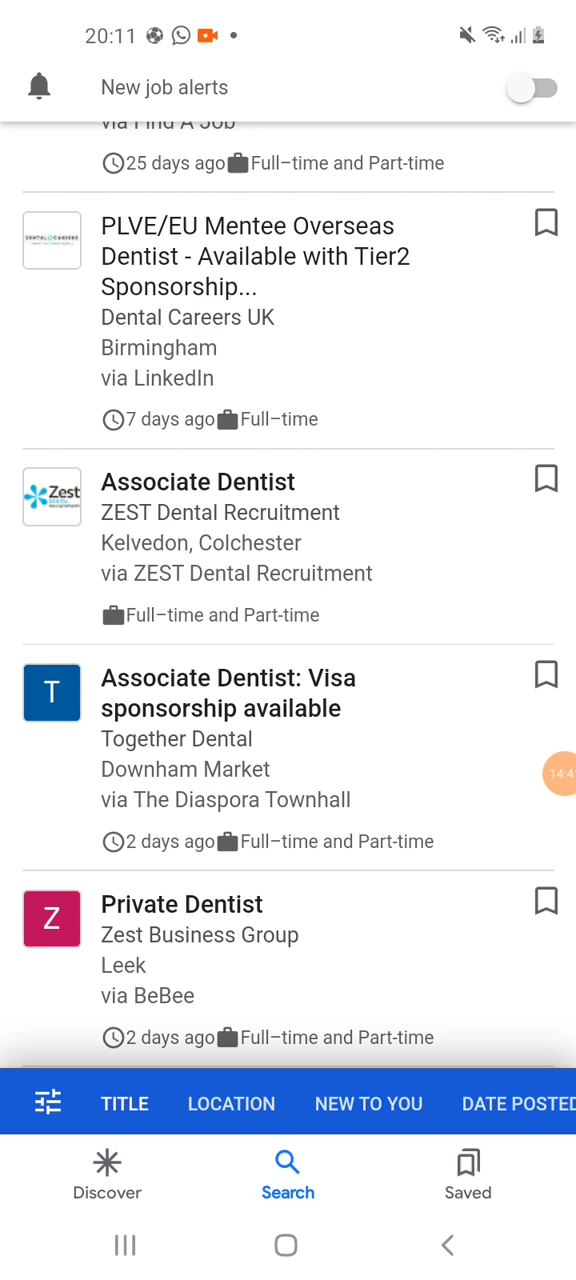 20:11
New job alerts
via Find A Job
25 days ago Full-time and Part-time
PLVE/EU Mentee Overseas
Dentist - Available with Tier2
Sponsorship...
Dental Careers UK
Birmingham
via LinkedIn
7 days ago Full-time
Zest
Associate Dentist
ZEST Dental Recruitment
Kelvedon, Colchester
via ZEST Dental Recruitment
Full-time and Part-time
T
Associate Dentist: Visa
sponsorship available
Together Dental
Downham Market
via The Diaspora Townhall
14:4
2 days ago Full-time and Part-time
Z
Private Dentist
Zest Business Group
Leek
via BeBee
2 days ago Full-time and Part-time
TITLE LOCATION NEW TO YOU DATE POSTED
Discover Search Saved